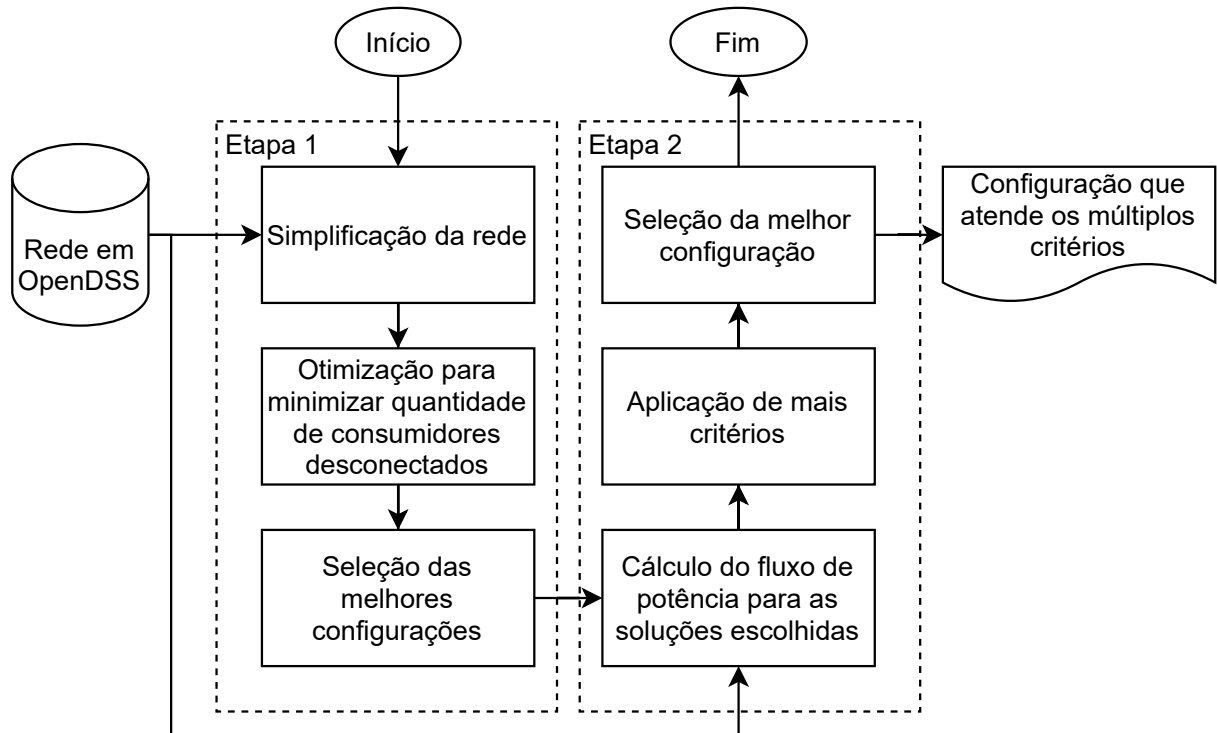 Início
Fim
Etapa 1
Etapa 2
Rede em
OpenDSS
Simplificação da rede
Otimização para
minimizar quantidade
de consumidores
desconectados
Seleção das
melhores
configurações
Seleção da melhor
configuração
Aplicação de mais
critérios
Cálculo do fluxo de
potência para as
soluções escolhidas
Configuração que
atende os múltiplos
critérios